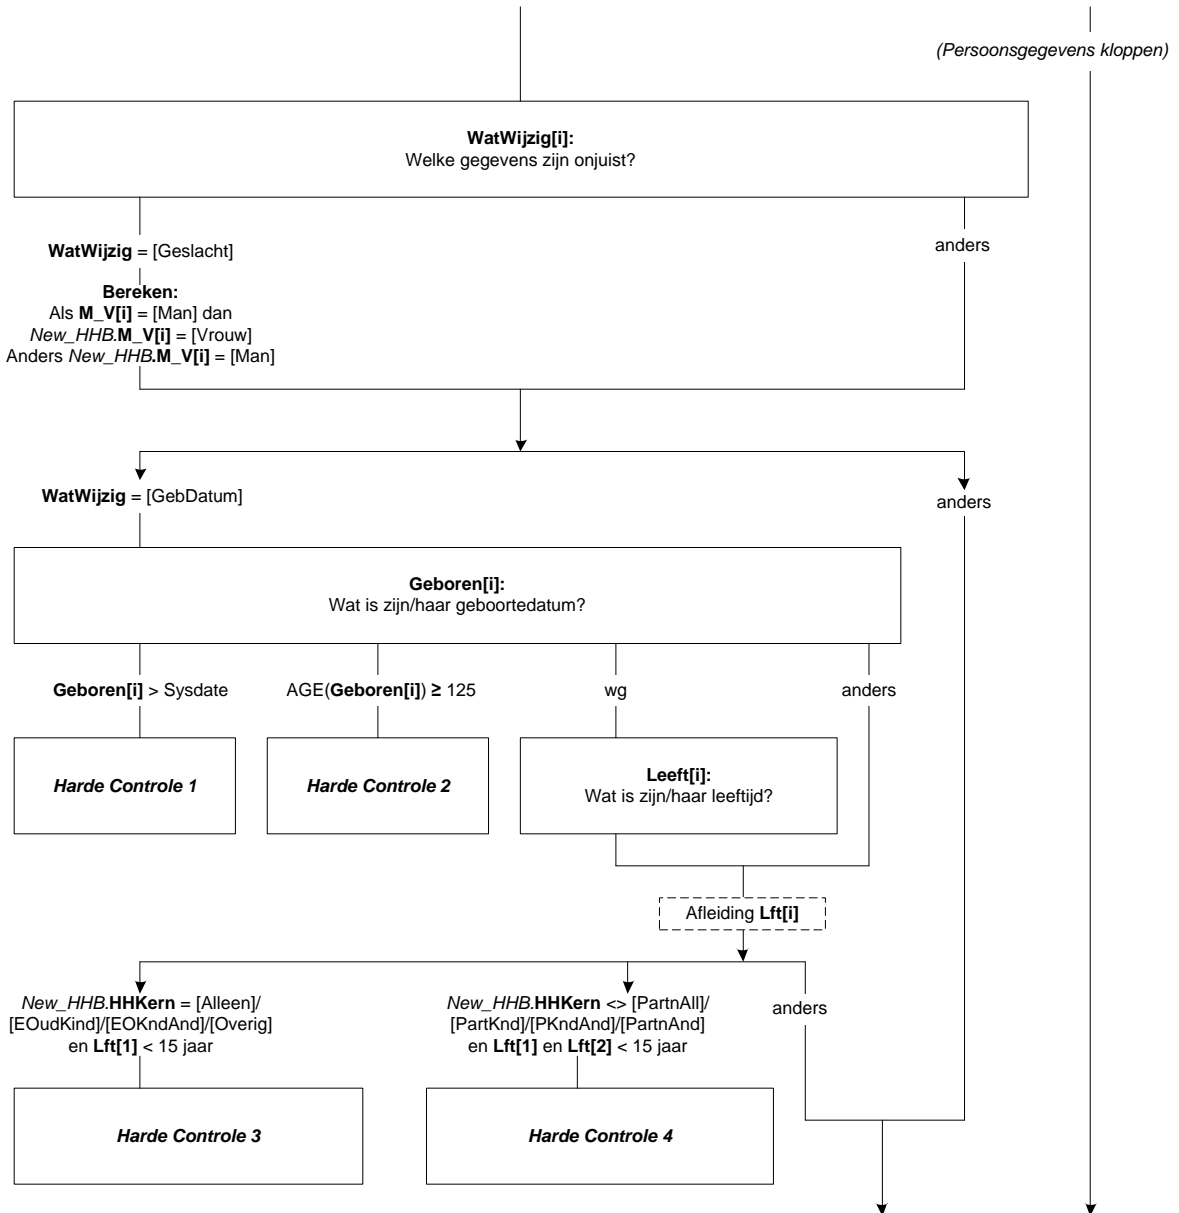 (Persoonsgegevens kloppen)
WatWijzig[i]:
Welke gegevens zijn onjuist?
WatWijzig = [Geslacht]
anders
Bereken:
Als M_V[i] = [Man] dan
New_HHB.M_V[i] = [Vrouw]
Anders New_HHB.M_V[i] = [Man]
WatWijzig = [GebDatum]
anders
Geboren[i]:
Wat is zijn/haar geboortedatum?
Geboren[i] > Sysdate
AGE(Geboren[i]) ≥ 125
wg
anders
Harde Controle 1
Harde Controle 2
Leeft[i]:
Wat is zijn/haar leeftijd?
Afleiding Lft[i]
New_HHB.HHKern = [Alleen]/
[EOudKind]/[EOKndAnd]/[Overig]
en Lft[1] < 15 jaar
New_HHB.HHKern <> [PartnAll]/
[PartKnd]/[PKndAnd]/[PartnAnd]
en Lft[1] en Lft[2] < 15 jaar
anders
Harde Controle 3
Harde Controle 4